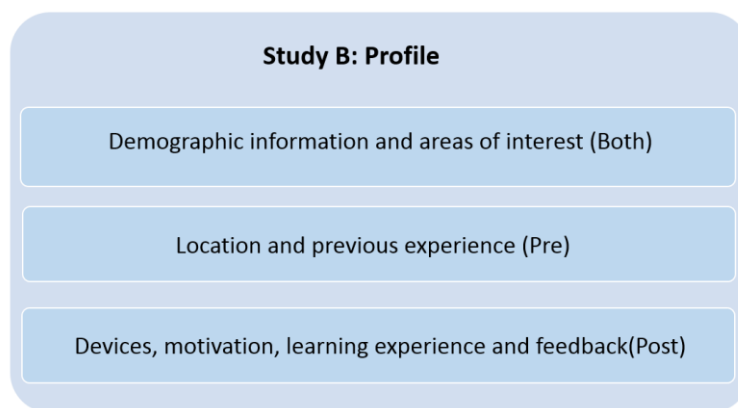 Study B: Profile
Demographic information and areas of interest (Both)
Location and previous experience (Pre)
Devices, motivation, learning experience and feedback(Post)